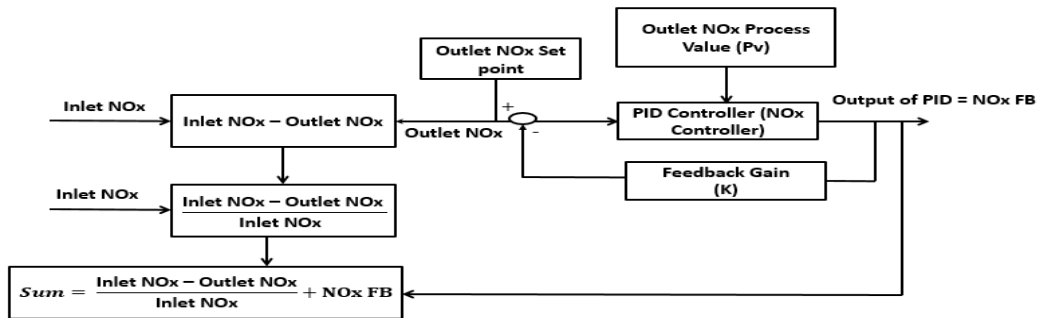 Outlet NOx Process
Value (Pv)
Outlet NOx Set
point
Inlet NOx
Inlet NOx – Outlet NOx
Outlet NOx
+
-
PID Controller (NOx
Controller)
Output of PID = NOx FB
Feedback Gain
(K)
Inlet NOx
Inlet NOx – Outlet NOx
Inlet NOx
Sum = Inlet NOx – Outlet NOx / Inlet NOx + NOx FB